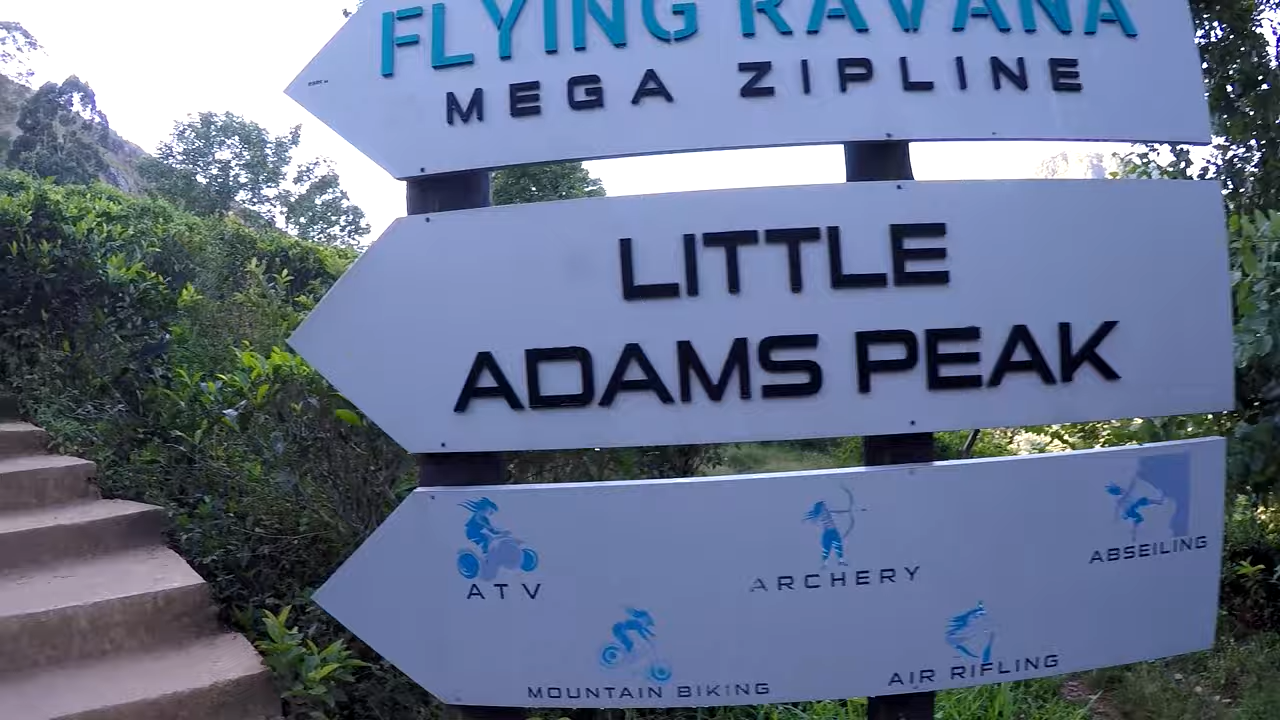 FLYING RAVANA
MEGA ZIPLINE
LITTLE
ADAMS PEAK
ATV
ARCHERY
ABSEILING
MOUNTAIN BIKING
AIR RIFLING